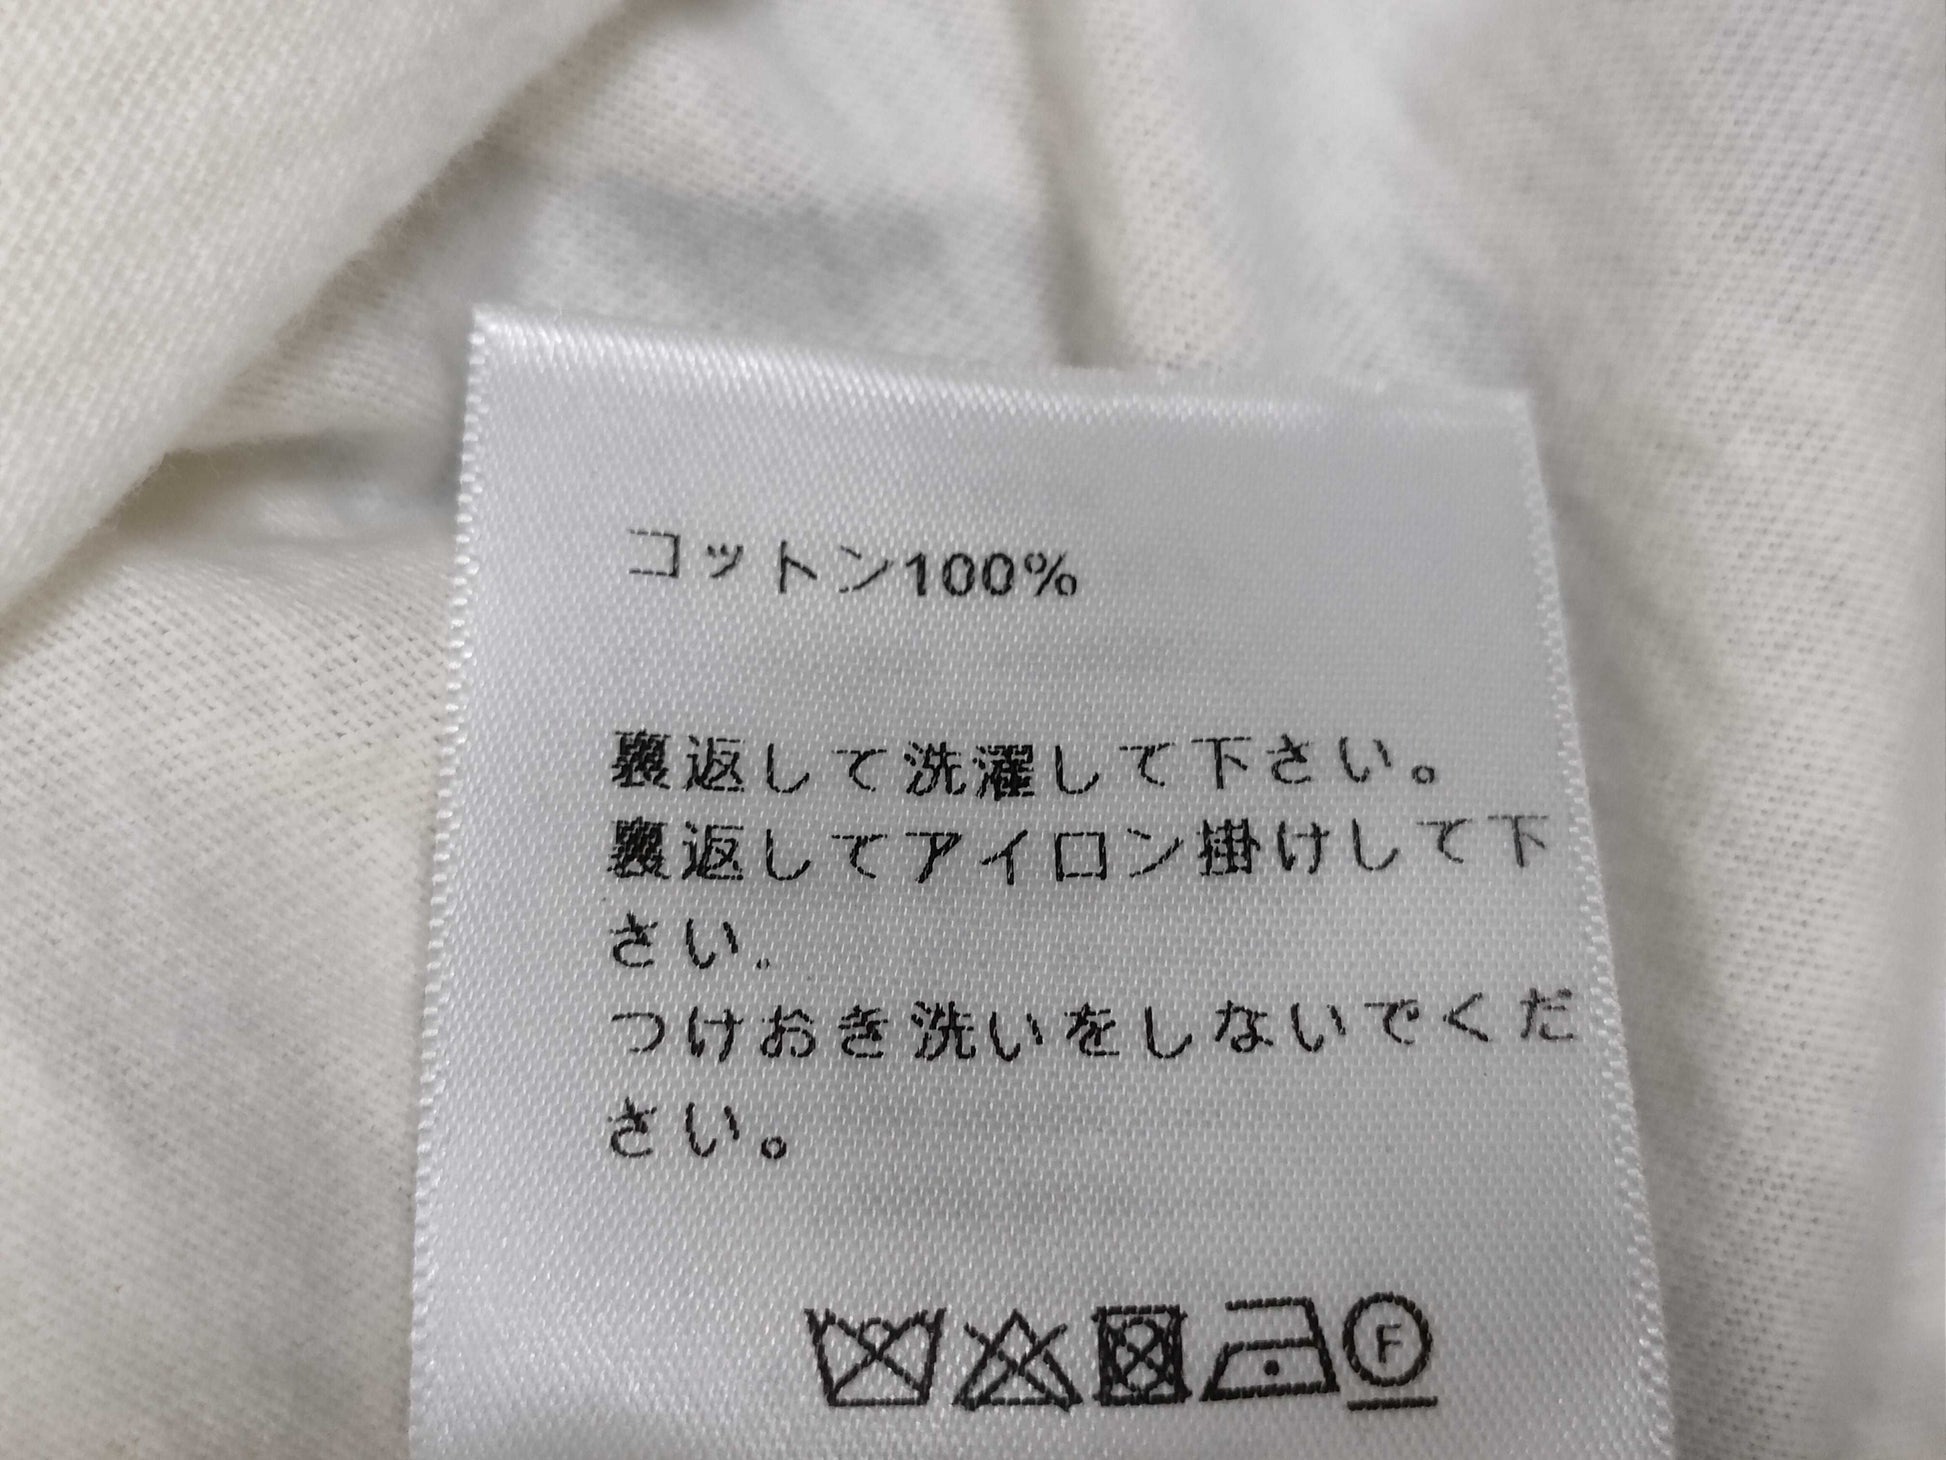 コットン100%
裏返して洗濯して下さい。
裏返してアイロン掛けして下
さい.
つけおき洗いをしないでくだ
さい。
F